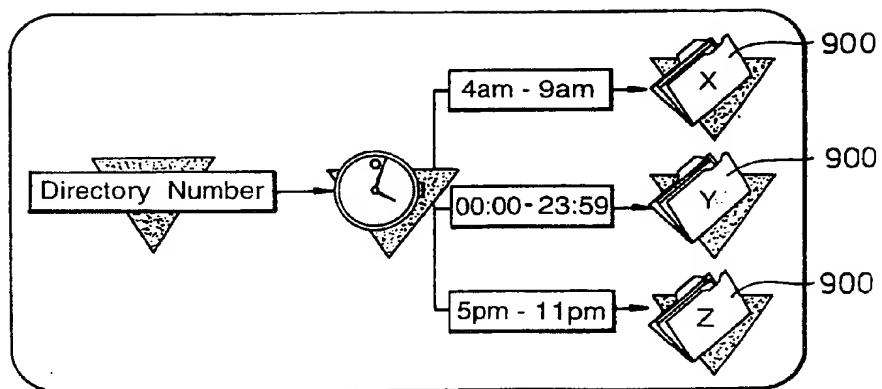 900
4am - 9am
X
900
Directory Number
00:00 - 23:59
Y
900
5pm - 11pm
Z